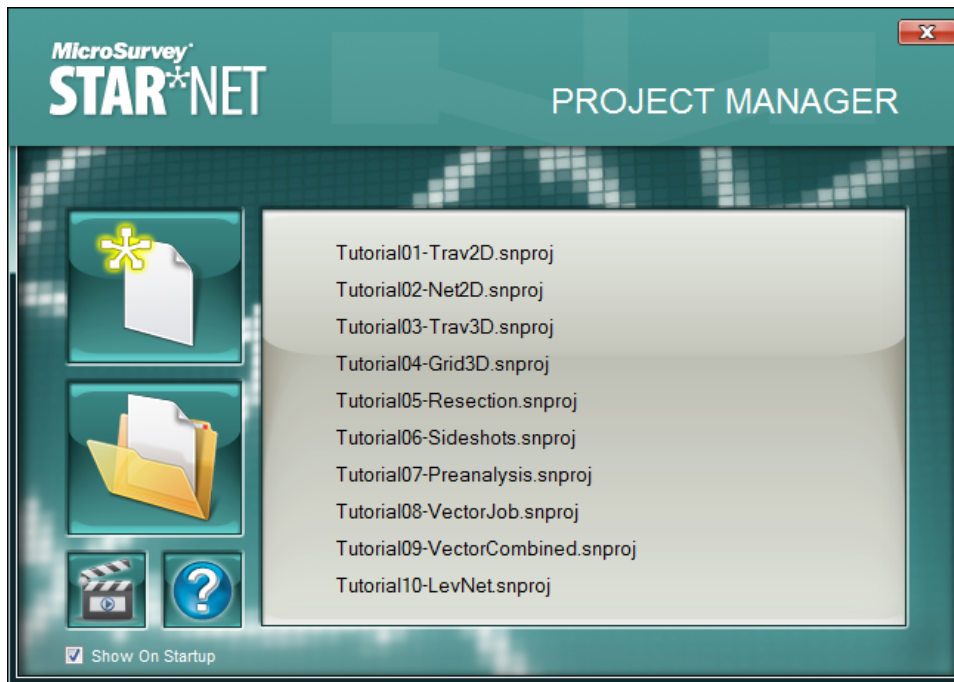 MicroSurvey
STAR*NET
PROJECT MANAGER
Tutorial01-Trav2D.snproj
Tutorial02-Net2D.snproj
Tutorial03-Trav3D.snproj
Tutorial04-Grid3D.snproj
Tutorial05-Resection.snproj
Tutorial06-Sideshots.snproj
Tutorial07-Preanalysis.snproj
Tutorial08-VectorJob.snproj
Tutorial09-VectorCombined.snproj
Tutorial10-LevNet.snproj
Show On Startup